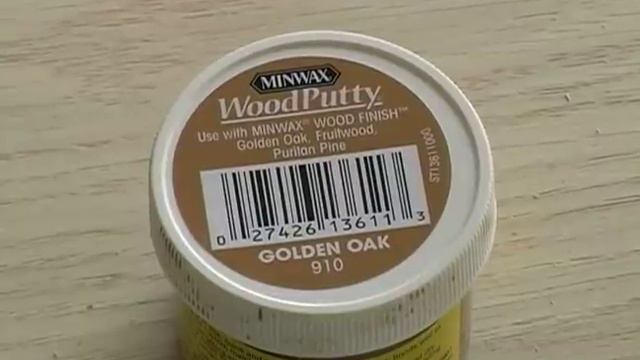 MINWAX
WoodPutty
Use with MINWAX® WOOD FINISH™
Golden Oak, Fruitwood,
Puritan Pine
0 27426 13611 3
GOLDEN OAK
910